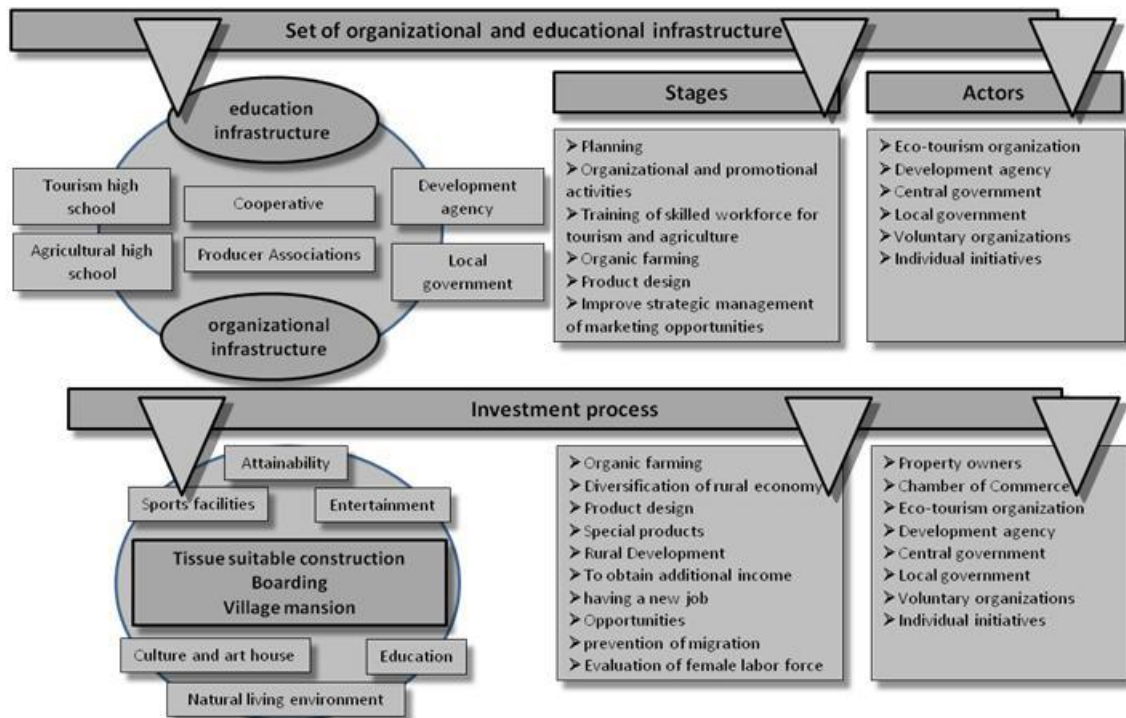 Set of organizational and educational infrastructure
education
infrastructure
Tourism high
school
Cooperative
Development
agency
Agricultural high
school
Producer Associations
Local
government
organizational
infrastructure
Stages
➢ Planning
➢ Organizational and promotional
activities
➢ Training of skilled workforce for
tourism and agriculture
➢ Organic farming
➢ Product design
➢ Improve strategic management
of marketing opportunities
Actors
➢ Eco-tourism organization
➢ Development agency
➢ Central government
➢ Local government
➢ Voluntary organizations
➢ Individual initiatives
Investment process
Attainability
Sports facilities
Entertainment
Tissue suitable construction
Boarding
Village mansion
Culture and art house
Education
Natural living environment
➢ Organic farming
➢ Diversification of rural economy
➢ Product design
➢ Special products
➢ Rural Development
➢ To obtain additional income
➢ having a new job
➢ Opportunities
➢ prevention of migration
➢ Evaluation of female labor force
➢ Property owners
➢ Chamber of Commerce
➢ Eco-tourism organization
➢ Development agency
➢ Central government
➢ Local government
➢ Voluntary organizations
➢ Individual initiatives